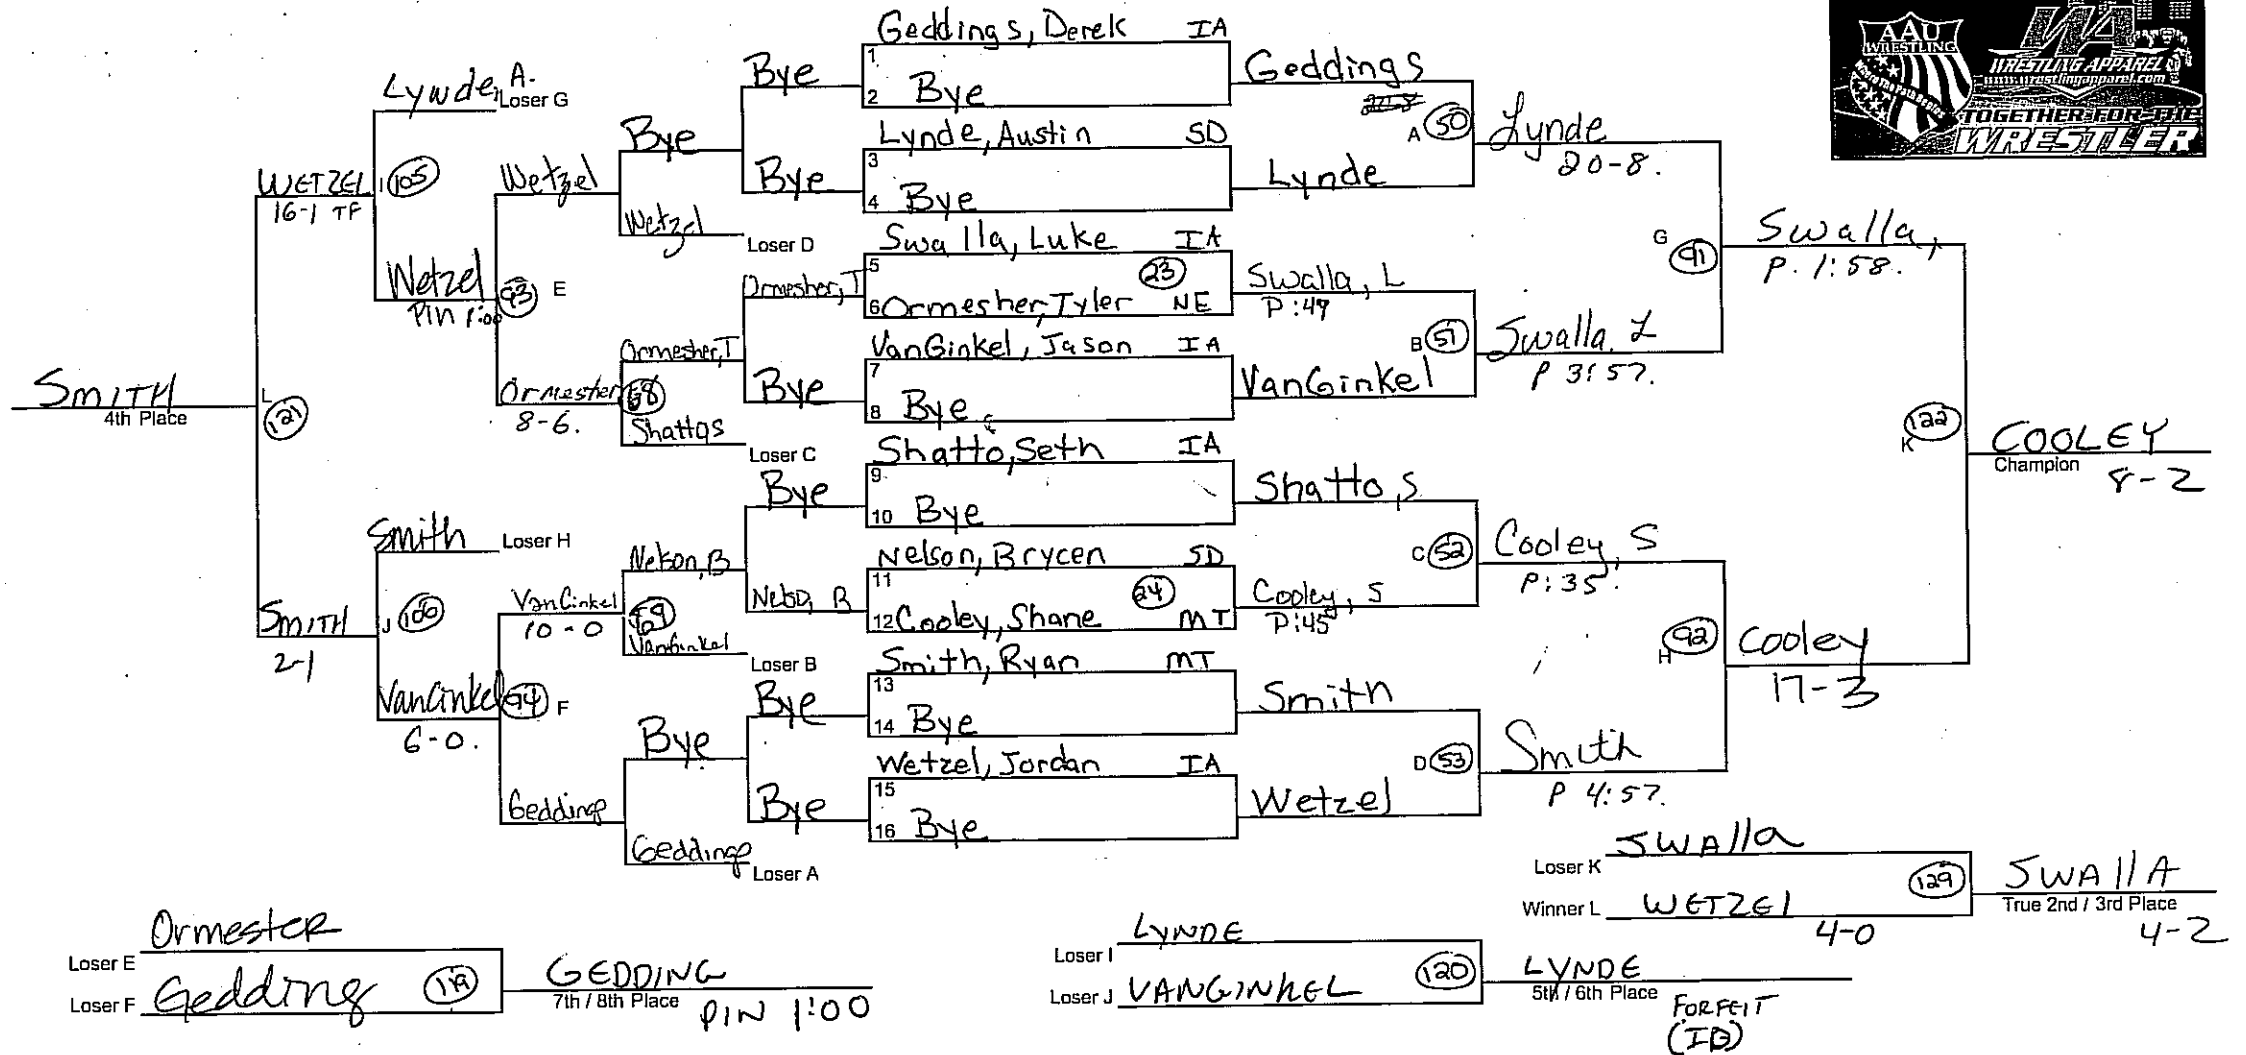 Geddings, Derek IA
1
2 Bye
Lynde, Austin SD
3
4 Bye
Swalla, Luke IA
5
23
6 Ormesher, Tyler NE
VanGinkel, Jason IA
7
8 Bye
Shatto, Seth IA
9
10 Bye
Nelson, Brycen SD
11
24
12 Cooley, Shane MT
Smith, Ryan MT
13
14 Bye
Wetzel, Jordan IA
15
16 Bye
Geddings
Lynde
Swalla, L
P :49
VanGinkel
Shatto, S
Cooley, S
P:45
Smith
Wetzel
A 50
B 51
C 52
D 53
Lynde
20-8.
Swalla, L
P 3:57.
Cooley, S
P: 35.
Smith
P 4:57.
G 91
H 92
Swalla,
P. 1:58.
Cooley
17-3
K 122
COOLEY
Champion
8-2
Bye
Bye
Ormesher, T
Bye
Bye
Nelso, B
Bye
Bye
Bye
Wetzel
Loser D
Ormesher, T
Shattos
Loser C
Nelson, B
VanGinkel
Loser B
Bye
Geddings
Loser A
Wetzel
Ormester
8-6.
VanGinkel
10-0
Geddings
93 E
94 F
Lynde, A.
Loser G
Wetzel
Pin 1:00
Smith
Loser H
VanGinkel
6-0.
I 105
J 106
WETZEL
16-1 TF
SMITH
2-1
L
121
SMITH
4th Place
Ormester
Loser E
Loser F Gedding
119
GEDDING
7th / 8th Place
PIN 1:00
LYNDE
Loser I
Loser J VANGINKEL
120
LYNDE
5th / 6th Place
FORFEIT
SWAllA
Loser K
Winner L WETZEl
4-0
129
SWAllA
True 2nd / 3rd Place
4-2
AAU
WRESTLING
WA
WRESTLING APPAREL
www.wrestlingapparel.com
TOGETHER FOR THE
WRESTLER